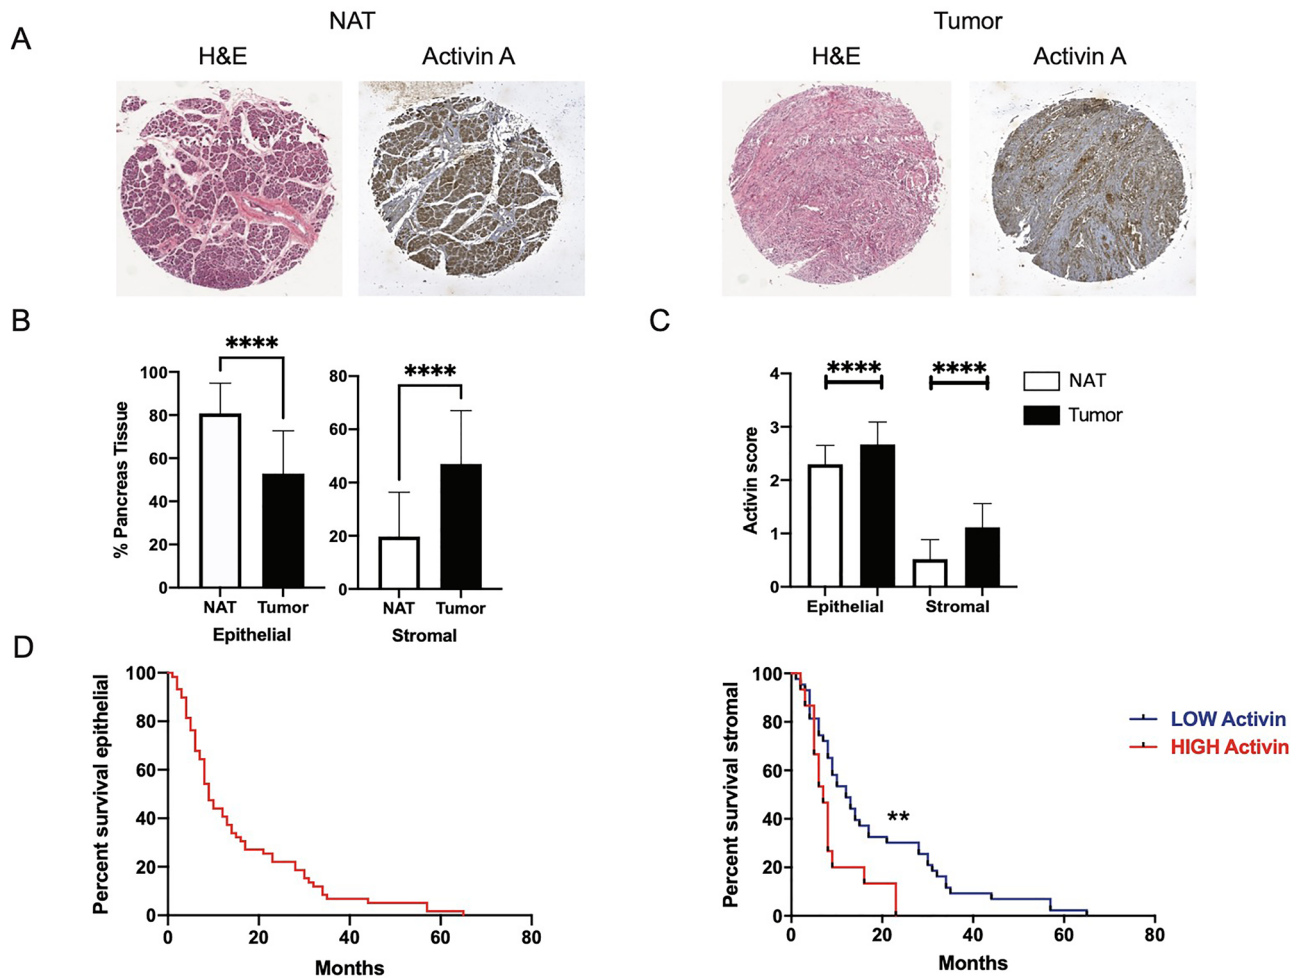 A
NAT
Tumor
H&E
Activin A
H&E
Activin A
B
****
100
80
60
40
20
0
% Pancreas Tissue
NAT
Tumor
Epithelial
****
80
60
40
20
0
NAT
Tumor
Stromal
C
****
****
4
3
2
1
0
Activin score
Epithelial
Stromal
NAT
Tumor
D
100
80
60
40
20
0
Percent survival epithelial
0
20
40
60
80
Months
100
80
60
40
20
0
Percent survival stromal
**
0
20
40
60
80
Months
LOW Activin
HIGH Activin